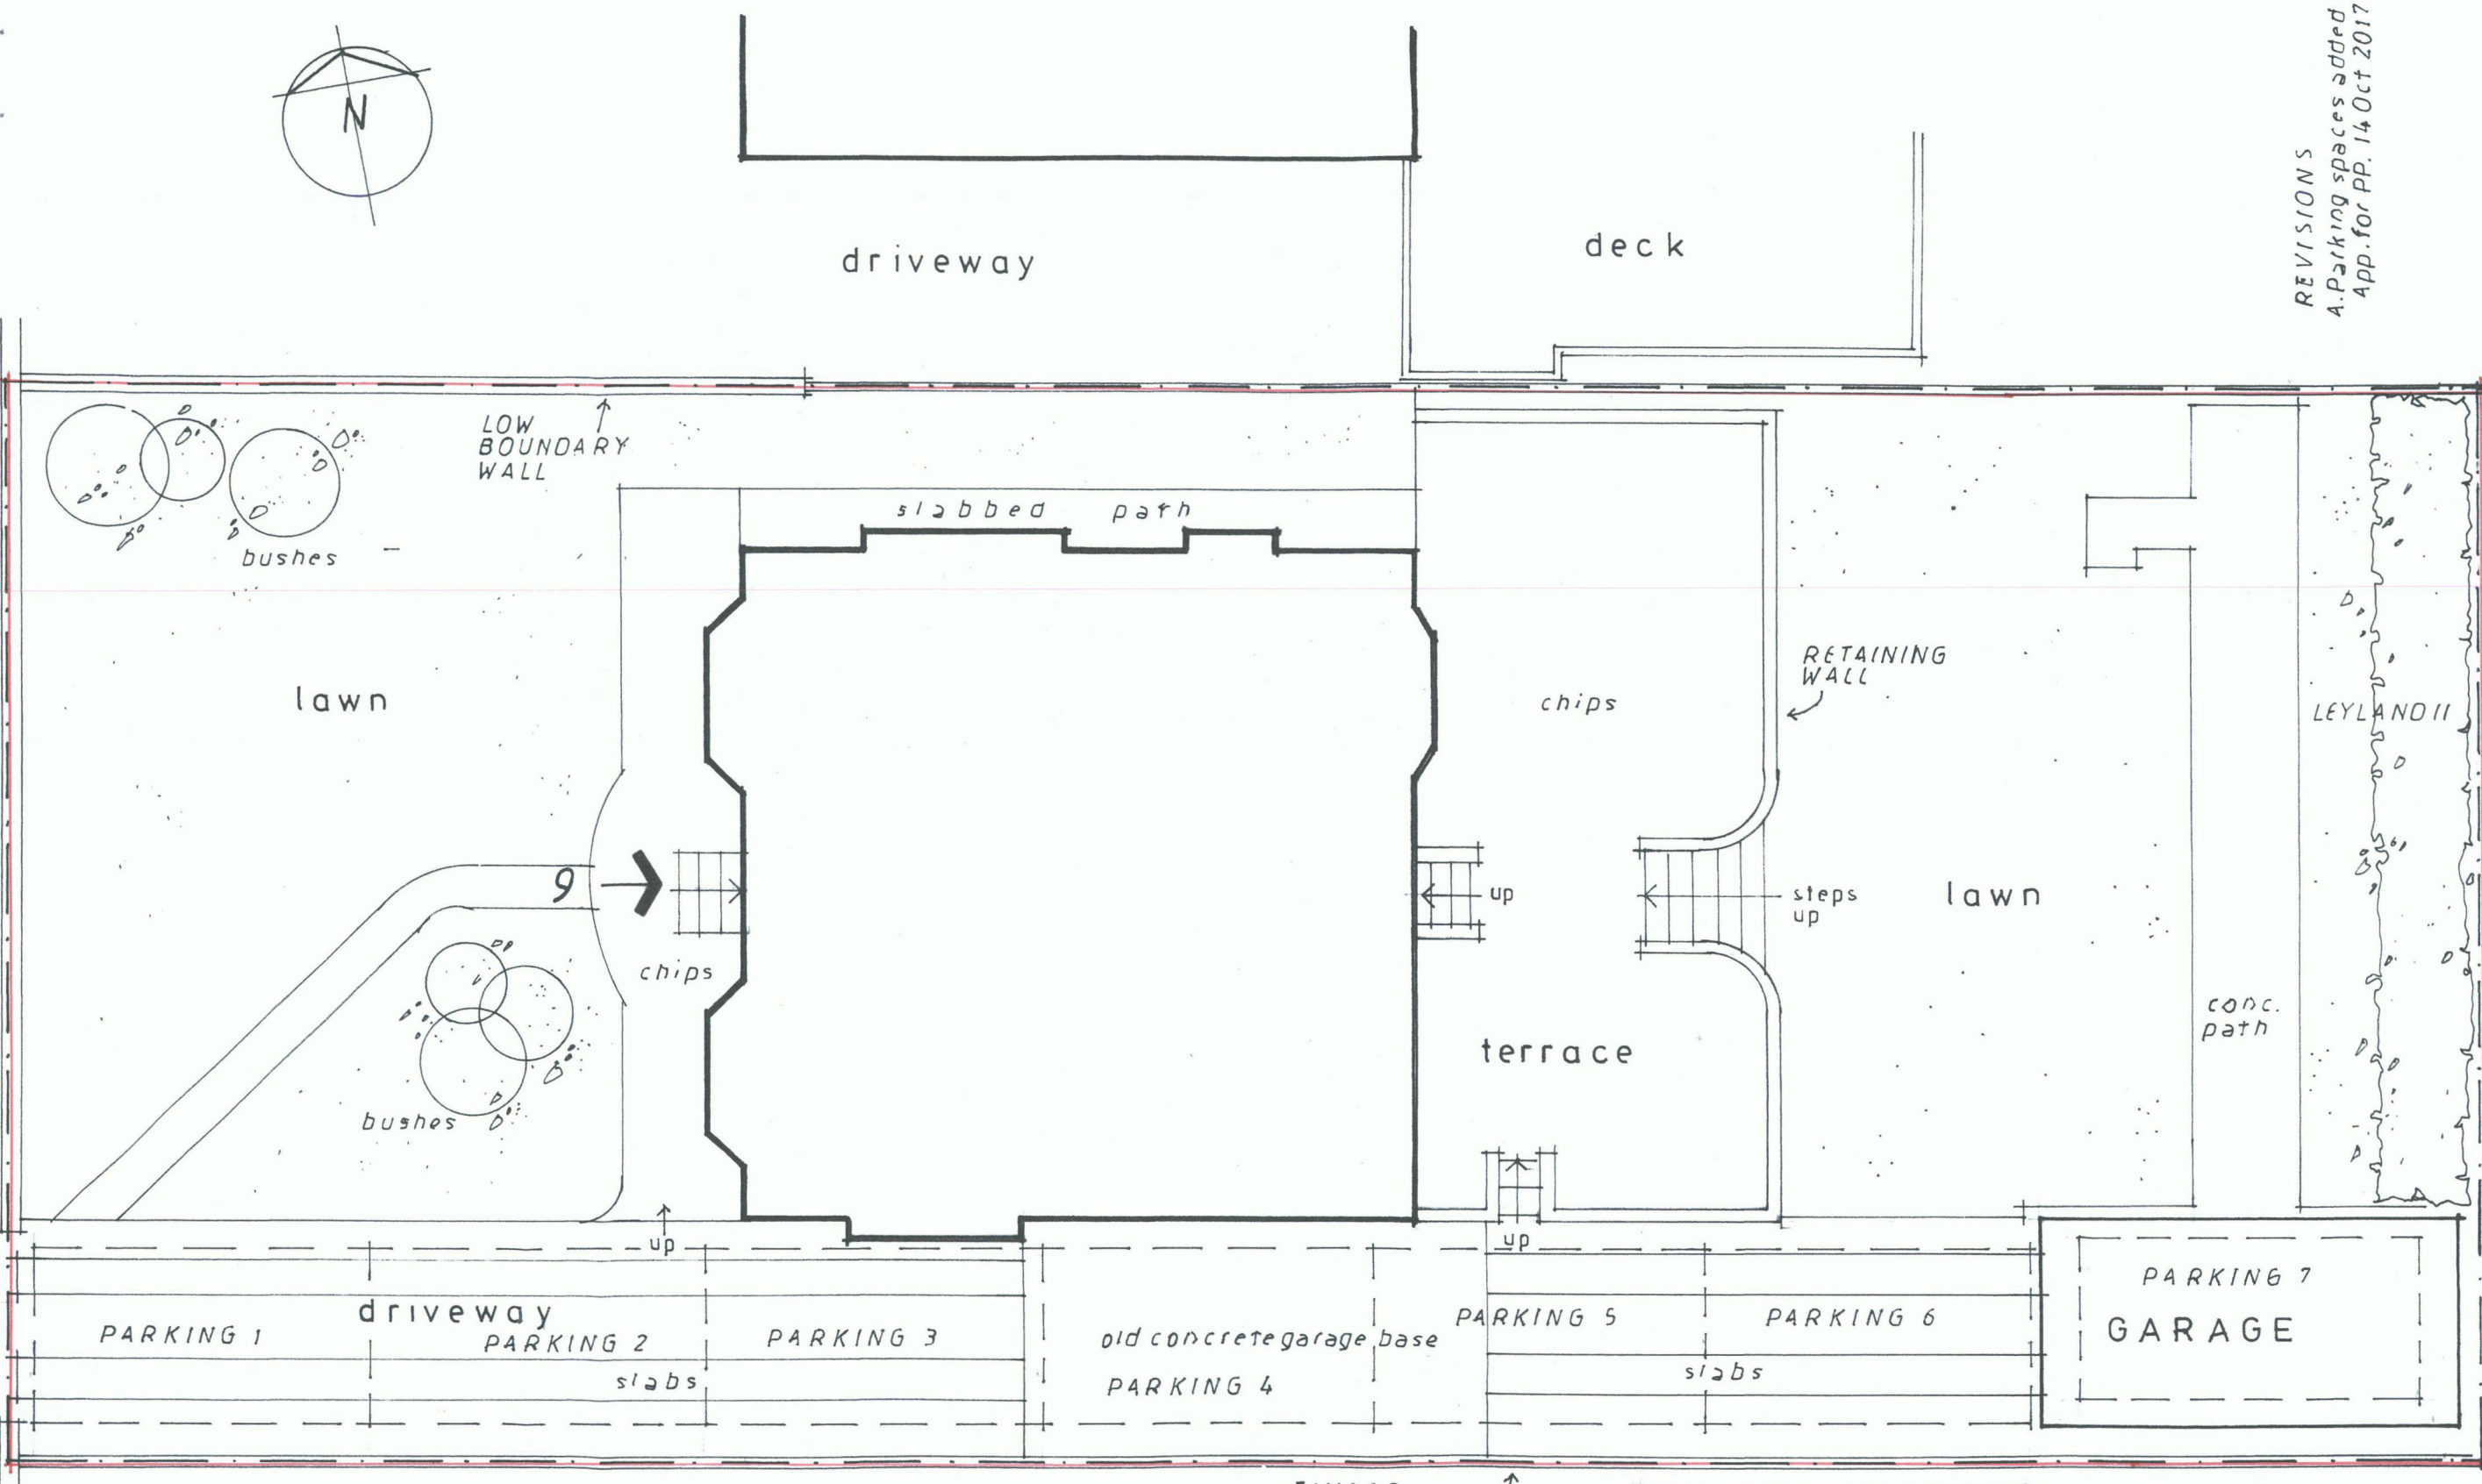 N
REVISIONS
A. Parking spaces added
App. for PP. 14 Oct 2017
driveway
deck
LOW
BOUNDARY
WALL
slabbed path
bushes
lawn
RETAINING
WALL
chips
LEYLANDII
9
up
steps
up
lawn
chips
conc.
path
terrace
bushes
up
up
PARKING 7
GARAGE
driveway
PARKING 1
PARKING 2
PARKING 3
slabs
old concrete garage base
PARKING 4
PARKING 5
PARKING 6
slabs